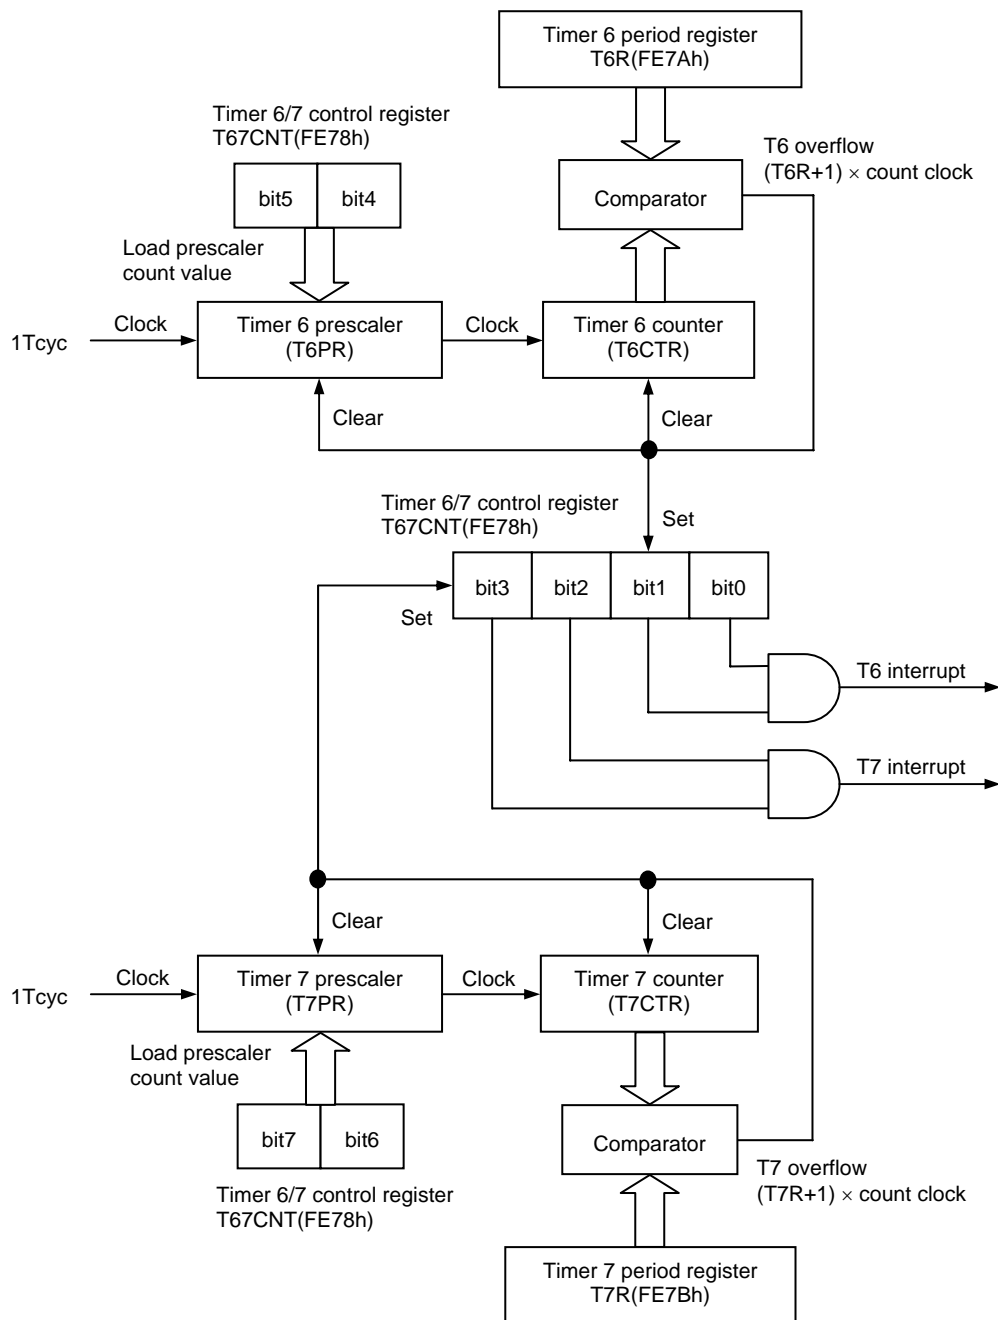 Timer 6 period register
T6R(FE7Ah)
Timer 6/7 control register
T67CNT(FE78h)
T6 overflow
(T6R+1) × count clock
bit5
bit4
Comparator
Load prescaler
count value
1Tcyc
Clock
Timer 6 prescaler
(T6PR)
Clock
Timer 6 counter
(T6CTR)
Clear
Clear
Timer 6/7 control register
T67CNT(FE78h)
Set
bit3
bit2
bit1
bit0
Set
T6 interrupt
T7 interrupt
Clear
Clear
1Tcyc
Clock
Timer 7 prescaler
(T7PR)
Clock
Timer 7 counter
(T7CTR)
Load prescaler
count value
bit7
bit6
Comparator
T7 overflow
(T7R+1) × count clock
Timer 6/7 control register
T67CNT(FE78h)
Timer 7 period register
T7R(FE7Bh)